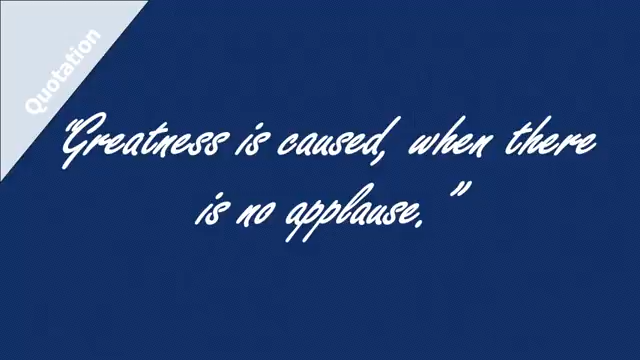 Quotation
"Greatness is caused, when there
is no applause."